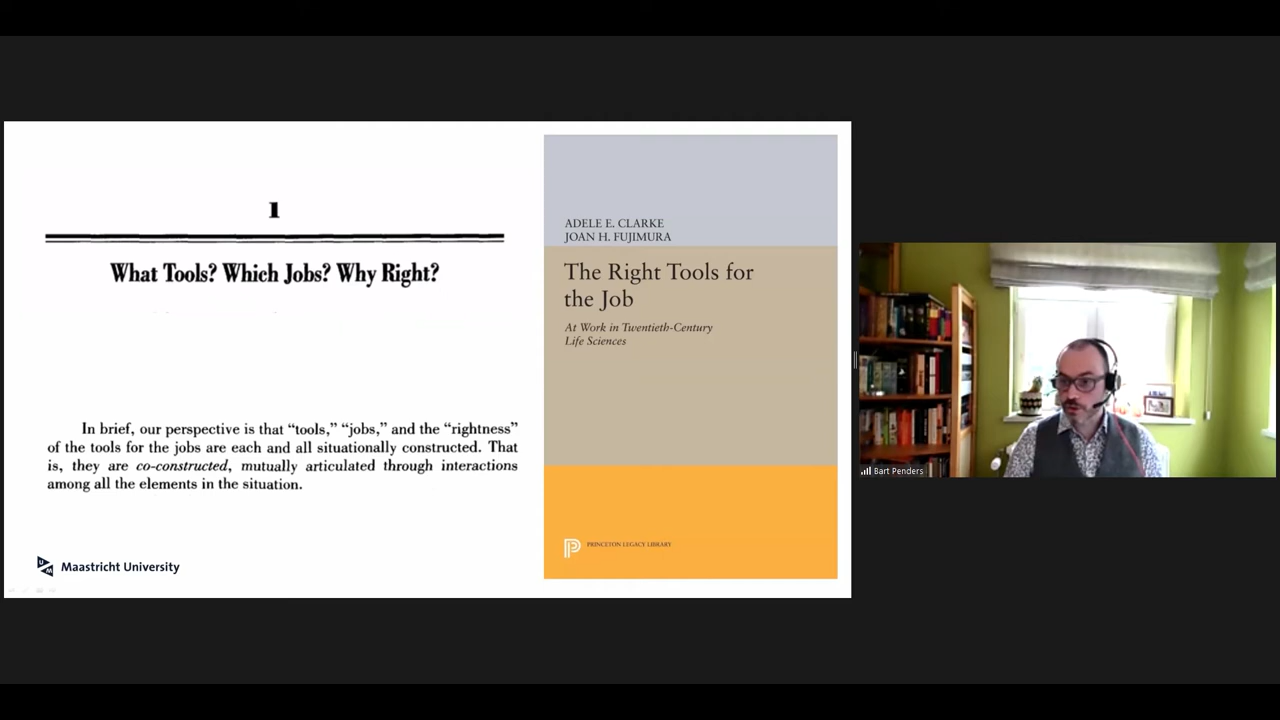 1
What Tools? Which Jobs? Why Right?
In brief, our perspective is that “tools,” “jobs,” and the “rightness”
of the tools for the jobs are each and all situationally constructed. That
is, they are co-constructed, mutually articulated through interactions
among all the elements in the situation.
Maastricht University
ADELE E. CLARKE
JOAN H. FUJIMURA
The Right Tools for
the Job
At Work in Twentieth-Century
Life Sciences
PRINCETON LEGACY LIBRARY
Bart Penders